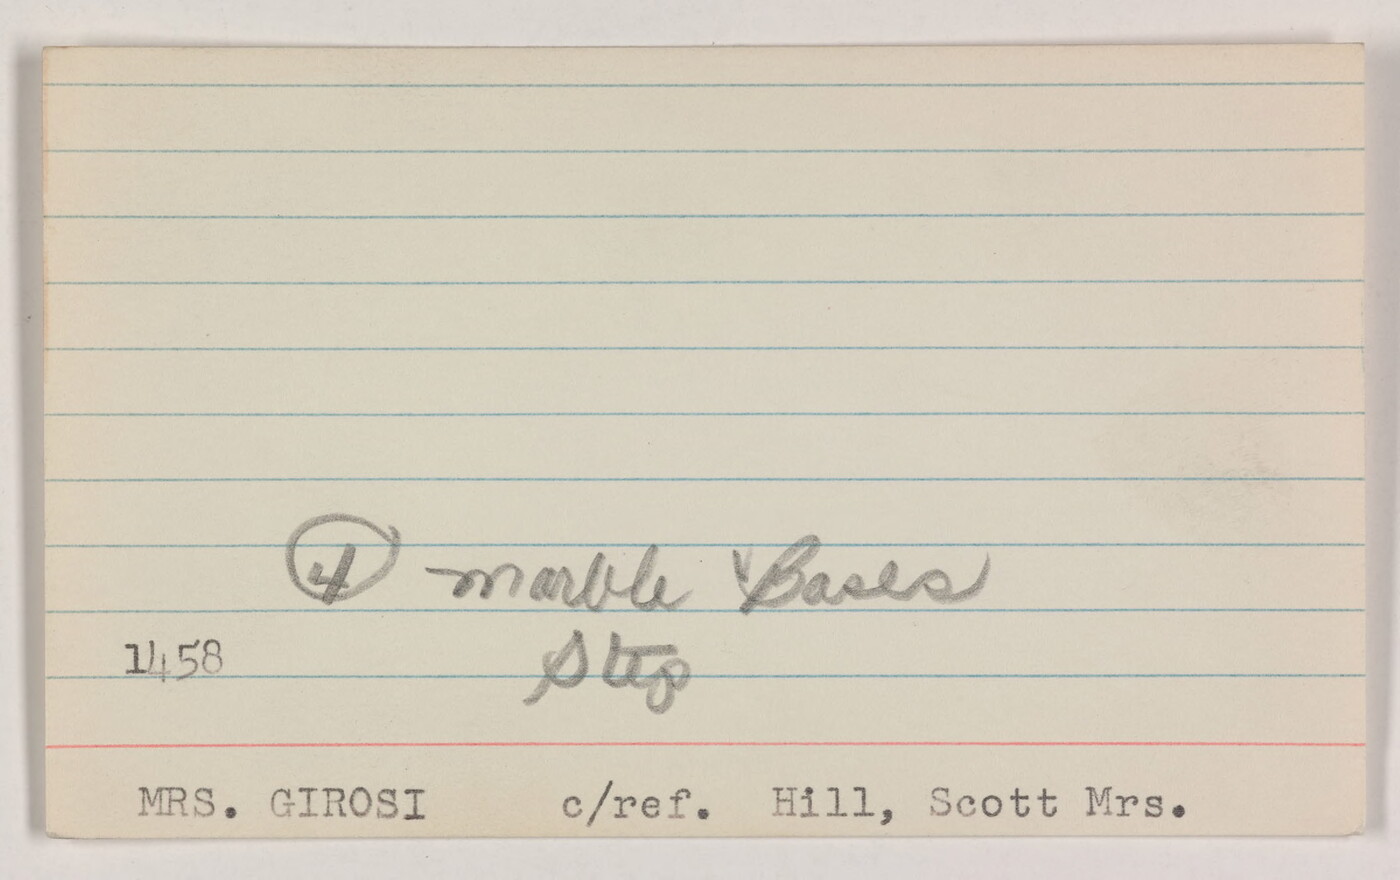 4 marble Bases
1458 Step
MRS. GIROSI c/ref. Hill, Scott Mrs.